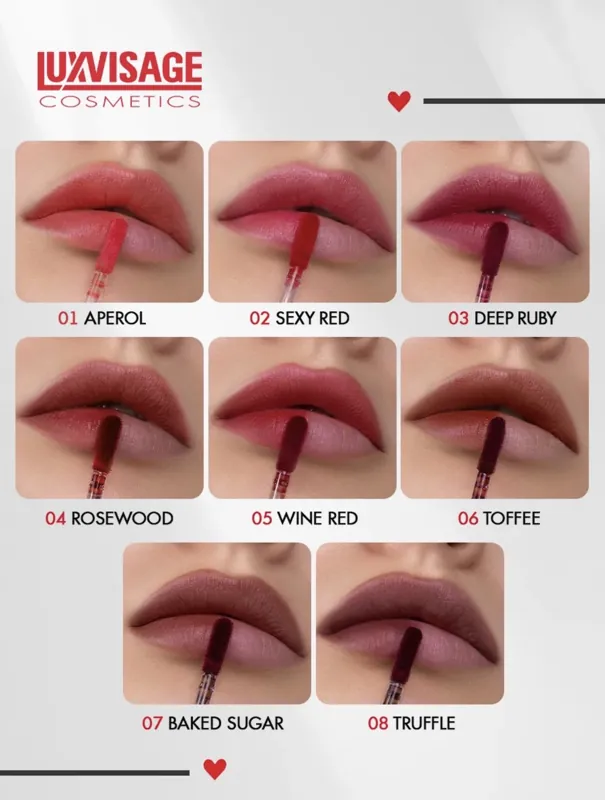 LUXVISAGE
COSMETICS
01 APEROL
02 SEXY RED
03 DEEP RUBY
04 ROSEWOOD
05 WINE RED
06 TOFFEE
07 BAKED SUGAR
08 TRUFFLE